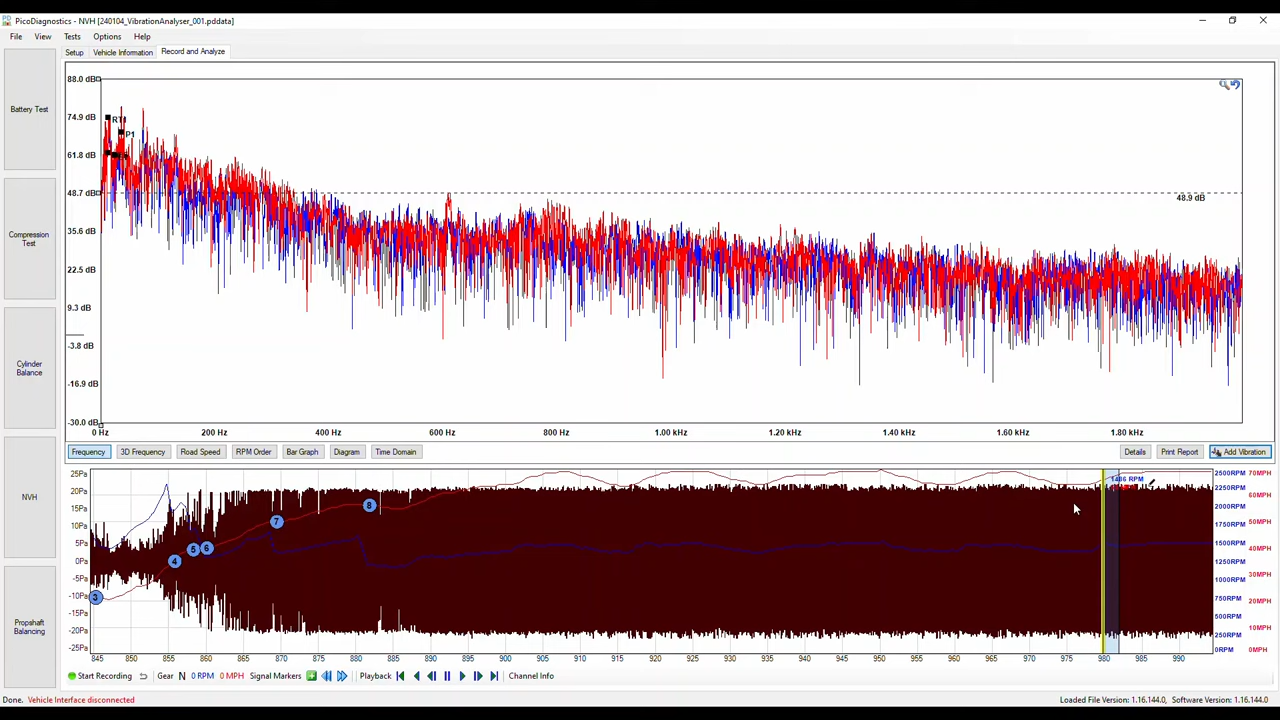 PicoDiagnostics - NVH [240104_VibrationAnalyser_001.pddata]
File View Tests Options Help
Setup Vehicle Information Record and Analyze
Battery Test
Compression
Test
Cylinder
Balance
NVH
Propshaft
Balancing
88.0 dB
74.9 dB
61.8 dB
48.7 dB
35.6 dB
22.5 dB
9.3 dB
-3.8 dB
-16.9 dB
-30.0 dB
P1
48.9 dB
0 Hz 200 Hz 400 Hz 600 Hz 800 Hz 1.00 kHz 1.20 kHz 1.40 kHz 1.60 kHz 1.80 kHz
Frequency 3D Frequency Road Speed RPM Order Bar Graph Diagram Time Domain Details Print Report Add Vibration
25Pa
20Pa
15Pa
10Pa
5Pa
0Pa
-5Pa
-10Pa
-15Pa
-20Pa
-25Pa
3 4 5 6 7 8
1486 RPM
2500RPM 70MPH
2250RPM 60MPH
2000RPM
1750RPM 50MPH
1500RPM 40MPH
1250RPM
1000RPM 30MPH
750RPM 20MPH
500RPM
250RPM 10MPH
0RPM 0MPH
845 850 855 860 865 870 875 880 885 890 895 900 905 910 915 920 925 930 935 940 945 950 955 960 965 970 975 980 985 990
Start Recording Gear N 0 RPM 0 MPH Signal Markers Playback Channel Info
Done. Vehicle Interface disconnected Loaded File Version: 1.16.144.0, Software Version: 1.16.144.0